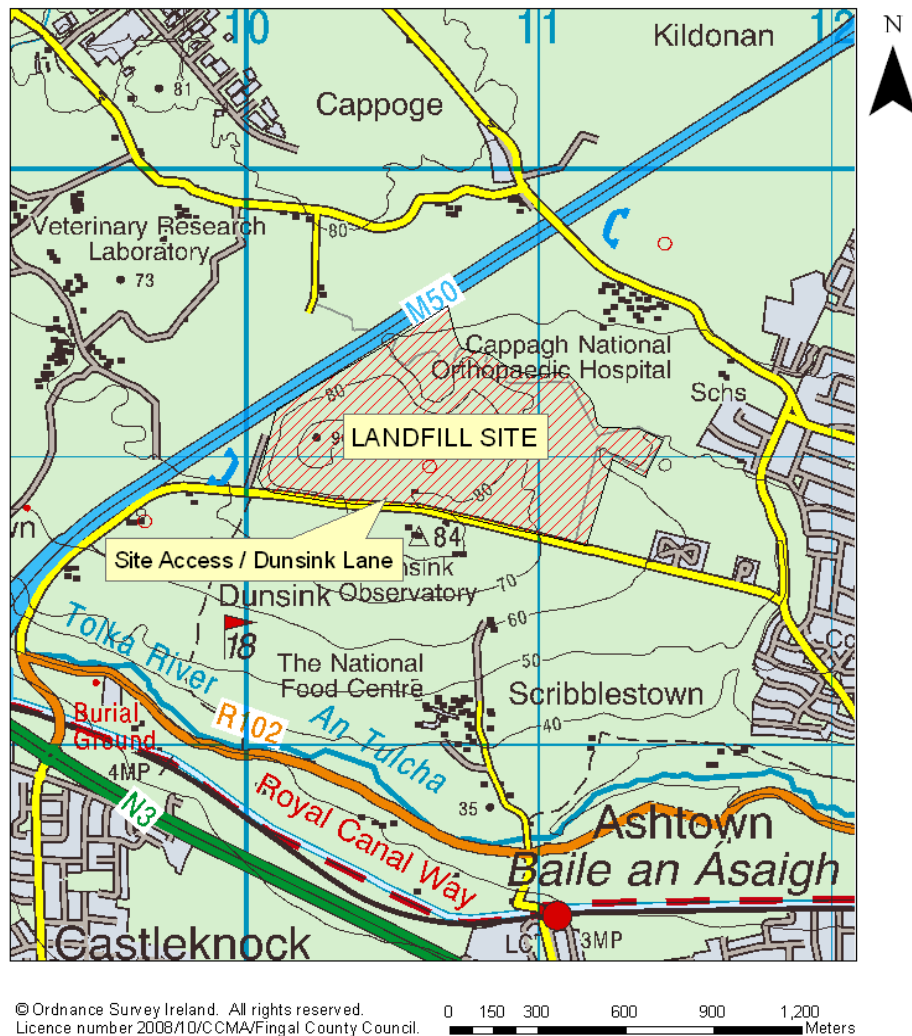 10
11
12
N
Kildonan
81
Cappoge
Veterinary Research
Laboratory
80
73
M50
Cappagh National
Orthopaedic Hospital
Schs
80
LANDFILL SITE
80
84
Site Access / Dunsink Lane
Observatory
Dunsink
70
60
50
40
18
Tolka River
An Tulcha
The National
Food Centre
Scribblestown
Burial
Ground
R102
4MP
N3
35
Royal Canal Way
Ashtown
Baile an Ásaigh
Castleknock
LC
3MP
© Ordnance Survey Ireland. All rights reserved.
Licence number 2008/10/CCMA/Fingal County Council.
0 150 300 600 900 1,200
Meters